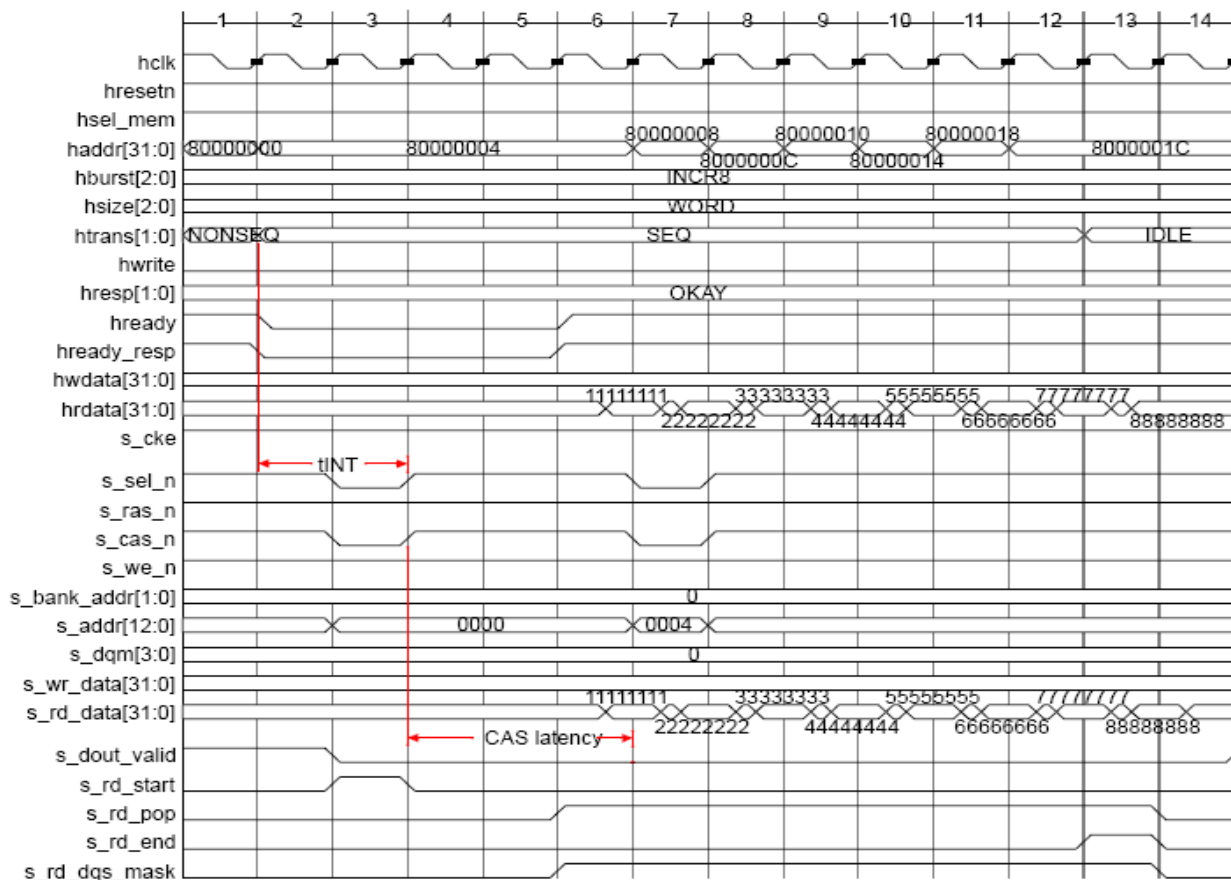 1 2 3 4 5 6 7 8 9 10 11 12 13 14
hclk
hresetn
hsel_mem
80000008 80000010 80000018
haddr[31:0] 80000000 80000004 8000001C
8000000C 80000014
hburst[2:0] INCR8
hsize[2:0] WORD
htrans[1:0] NONSEQ SEQ IDLE
hwrite
hresp[1:0] OKAY
hready
hready_resp
hwdata[31:0]
11111111 33333333 55555555 77777777
hrdata[31:0]
22222222 44444444 66666666 88888888
s_cke
tINT
s_sel_n
s_ras_n
s_cas_n
s_we_n
s_bank_addr[1:0] 0
s_addr[12:0] 0000 0004
s_dqm[3:0] 0
s_wr_data[31:0]
11111111 33333333 55555555 77777777
s_rd_data[31:0]
22222222 44444444 66666666 88888888
CAS latency
s_dout_valid
s_rd_start
s_rd_pop
s_rd_end
s_rd_dqs_mask